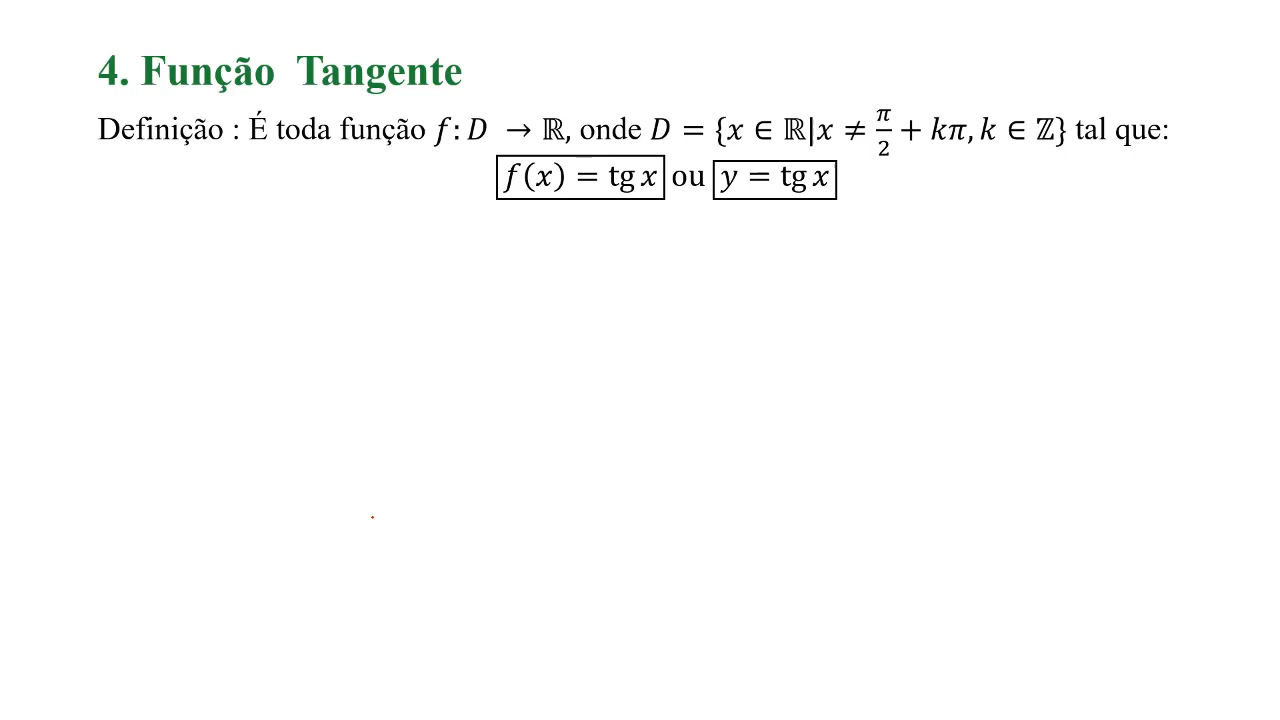 4. Função Tangente
Definição : É toda função 𝑓: 𝐷 → ℝ, onde 𝐷 = {𝑥 ∈ ℝ|𝑥 ≠ π/2 + 𝑘𝜋, 𝑘 ∈ ℤ} tal que:
𝑓(𝑥) = tg 𝑥 ou 𝑦 = tg 𝑥